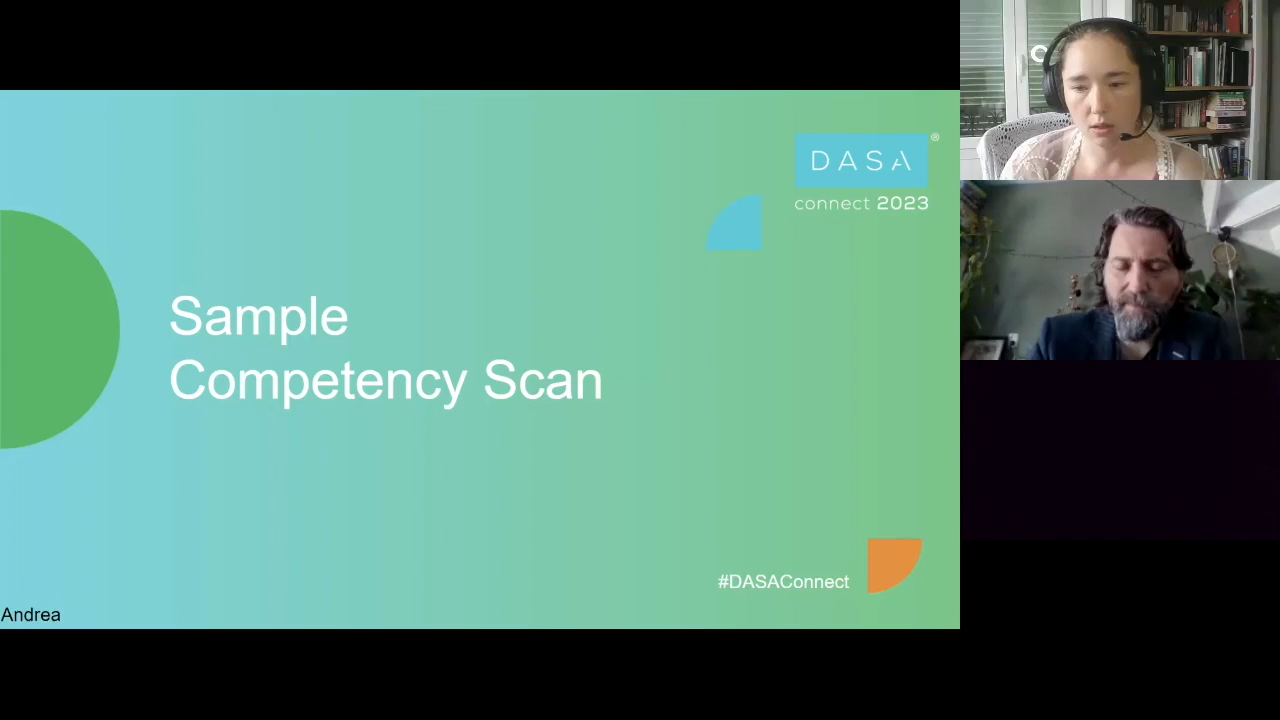 DASA®
connect 2023
Sample
Competency Scan
#DASAConnect
Andrea